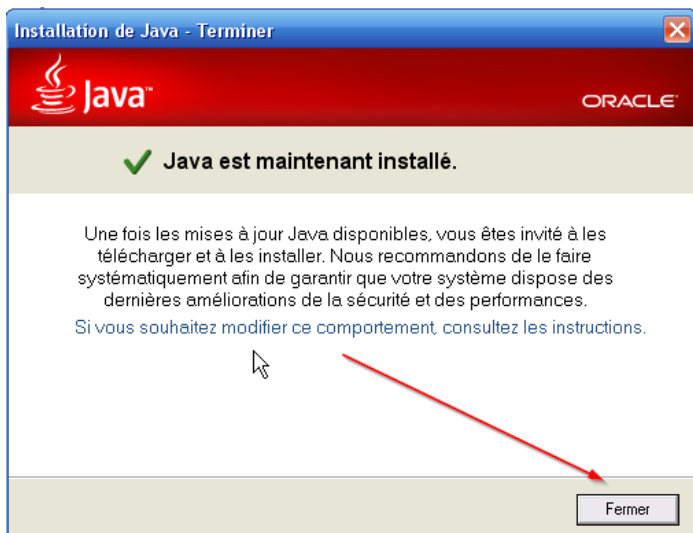 Installation de Java - Terminer
Java™
ORACLE
Java est maintenant installé.
Une fois les mises à jour Java disponibles, vous êtes invité à les
télécharger et à les installer. Nous recommandons de le faire
systématiquement afin de garantir que votre système dispose des
dernières améliorations de la sécurité et des performances.
Si vous souhaitez modifier ce comportement, consultez les instructions.
Fermer